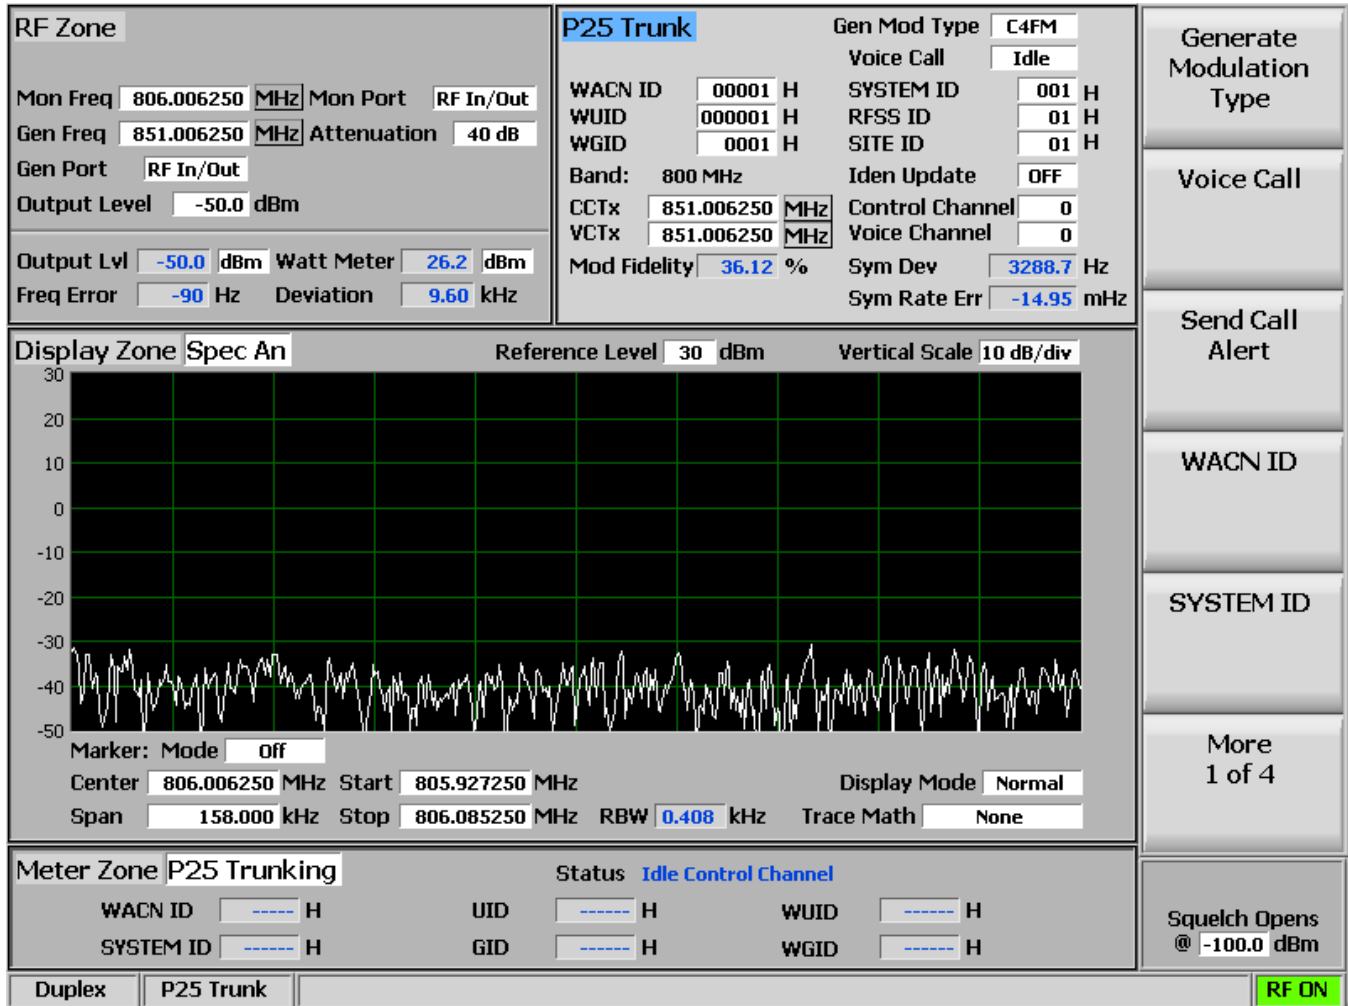 RF Zone
Mon Freq 806.006250 MHz Mon Port RF In/Out
Gen Freq 851.006250 MHz Attenuation 40 dB
Gen Port RF In/Out
Output Level -50.0 dBm
Output Lvl -50.0 dBm Watt Meter 26.2 dBm
Freq Error -90 Hz Deviation 9.60 kHz
P25 Trunk Gen Mod Type C4FM
Voice Call Idle
WACN ID 00001 H SYSTEM ID 001 H
WUID 000001 H RFSS ID 01 H
WGID 0001 H SITE ID 01 H
Band: 800 MHz Iden Update OFF
CCTx 851.006250 MHz Control Channel 0
VCTx 851.006250 MHz Voice Channel 0
Mod Fidelity 36.12 % Sym Dev 3288.7 Hz
Sym Rate Err -14.95 mHz
Display Zone Spec An Reference Level 30 dBm Vertical Scale 10 dB/div
30
20
10
0
-10
-20
-30
-40
-50
Marker: Mode Off
Center 806.006250 MHz Start 805.927250 MHz Display Mode Normal
Span 158.000 kHz Stop 806.085250 MHz RBW 0.408 kHz Trace Math None
Meter Zone P25 Trunking Status Idle Control Channel
WACN ID ----- H UID ------ H WUID ------ H
SYSTEM ID ------ H GID ------ H WGID ------ H
Generate
Modulation
Type
Voice Call
Send Call
Alert
WACN ID
SYSTEM ID
More
1 of 4
Squelch Opens
@ -100.0 dBm
Duplex P25 Trunk RF ON